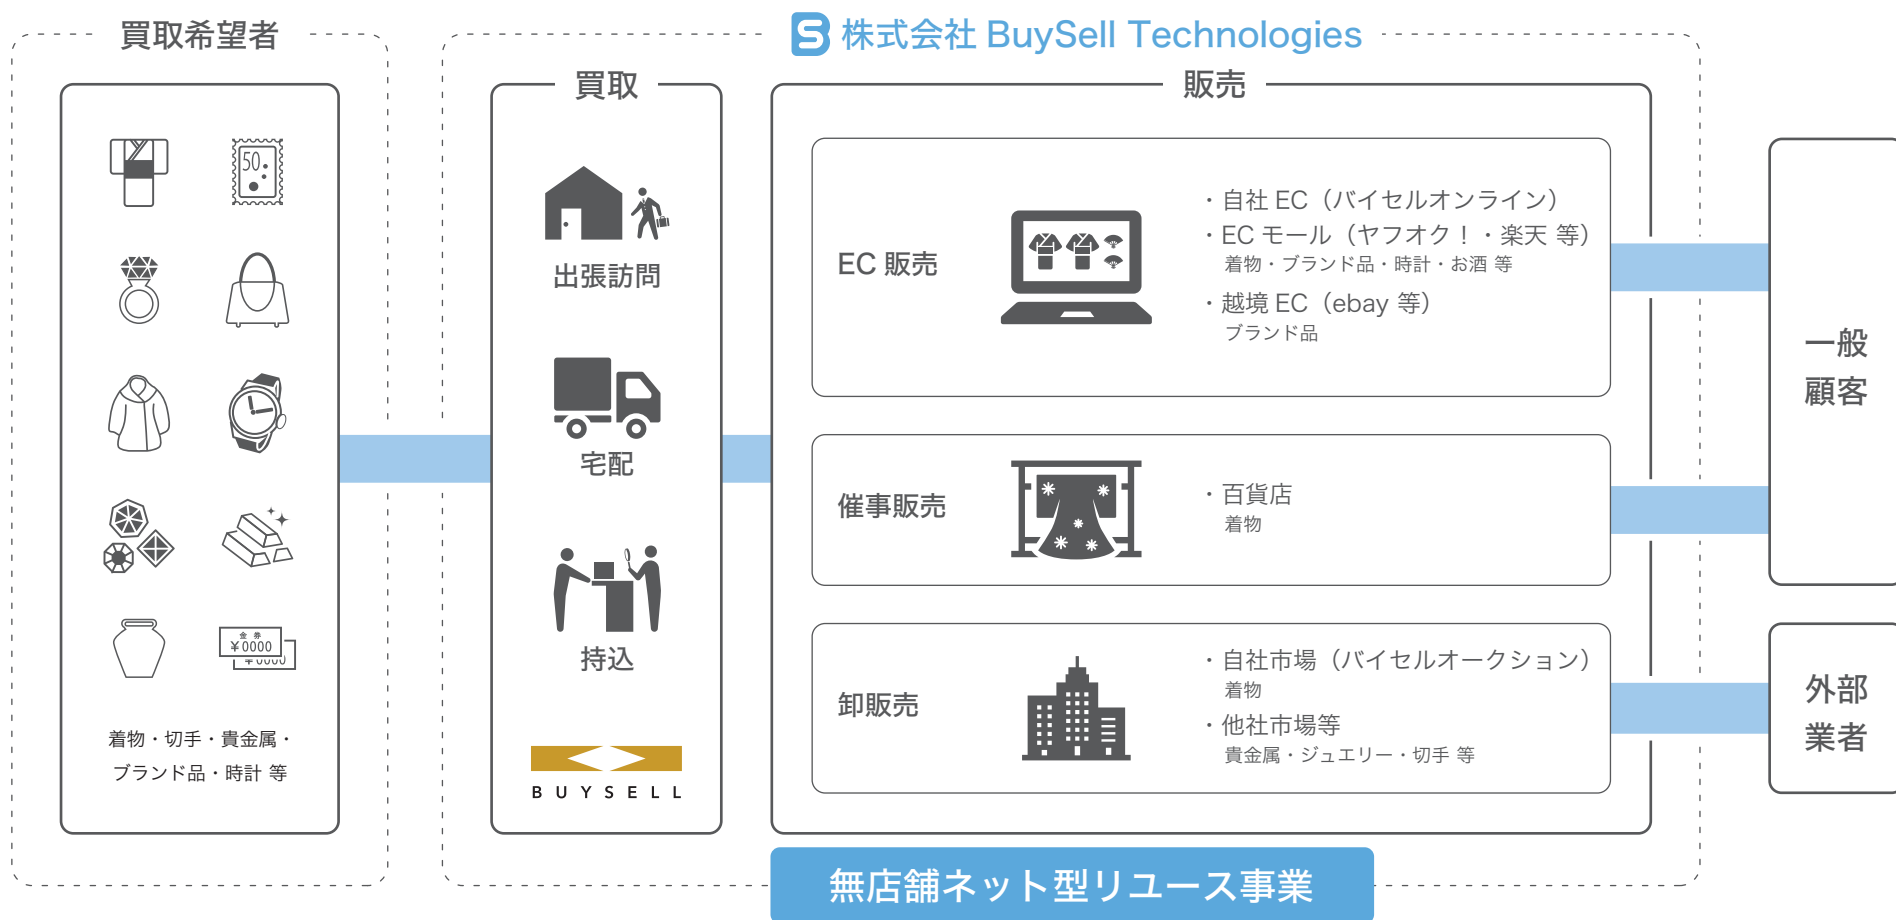 買取希望者
50
金券
¥0000
¥0000
着物・切手・貴金属・
ブランド品・時計 等
株式会社 BuySell Technologies
買取
出張訪問
宅配
持込
BUYSELL
販売
EC 販売
・自社 EC（バイセルオンライン）
・EC モール（ヤフオク！・楽天 等）
着物・ブランド品・時計・お酒 等
・越境 EC（ebay 等）
ブランド品
催事販売
・百貨店
着物
卸販売
・自社市場（バイセルオークション）
着物
・他社市場等
貴金属・ジュエリー・切手 等
一般
顧客
外部
業者
無店舗ネット型リユース事業